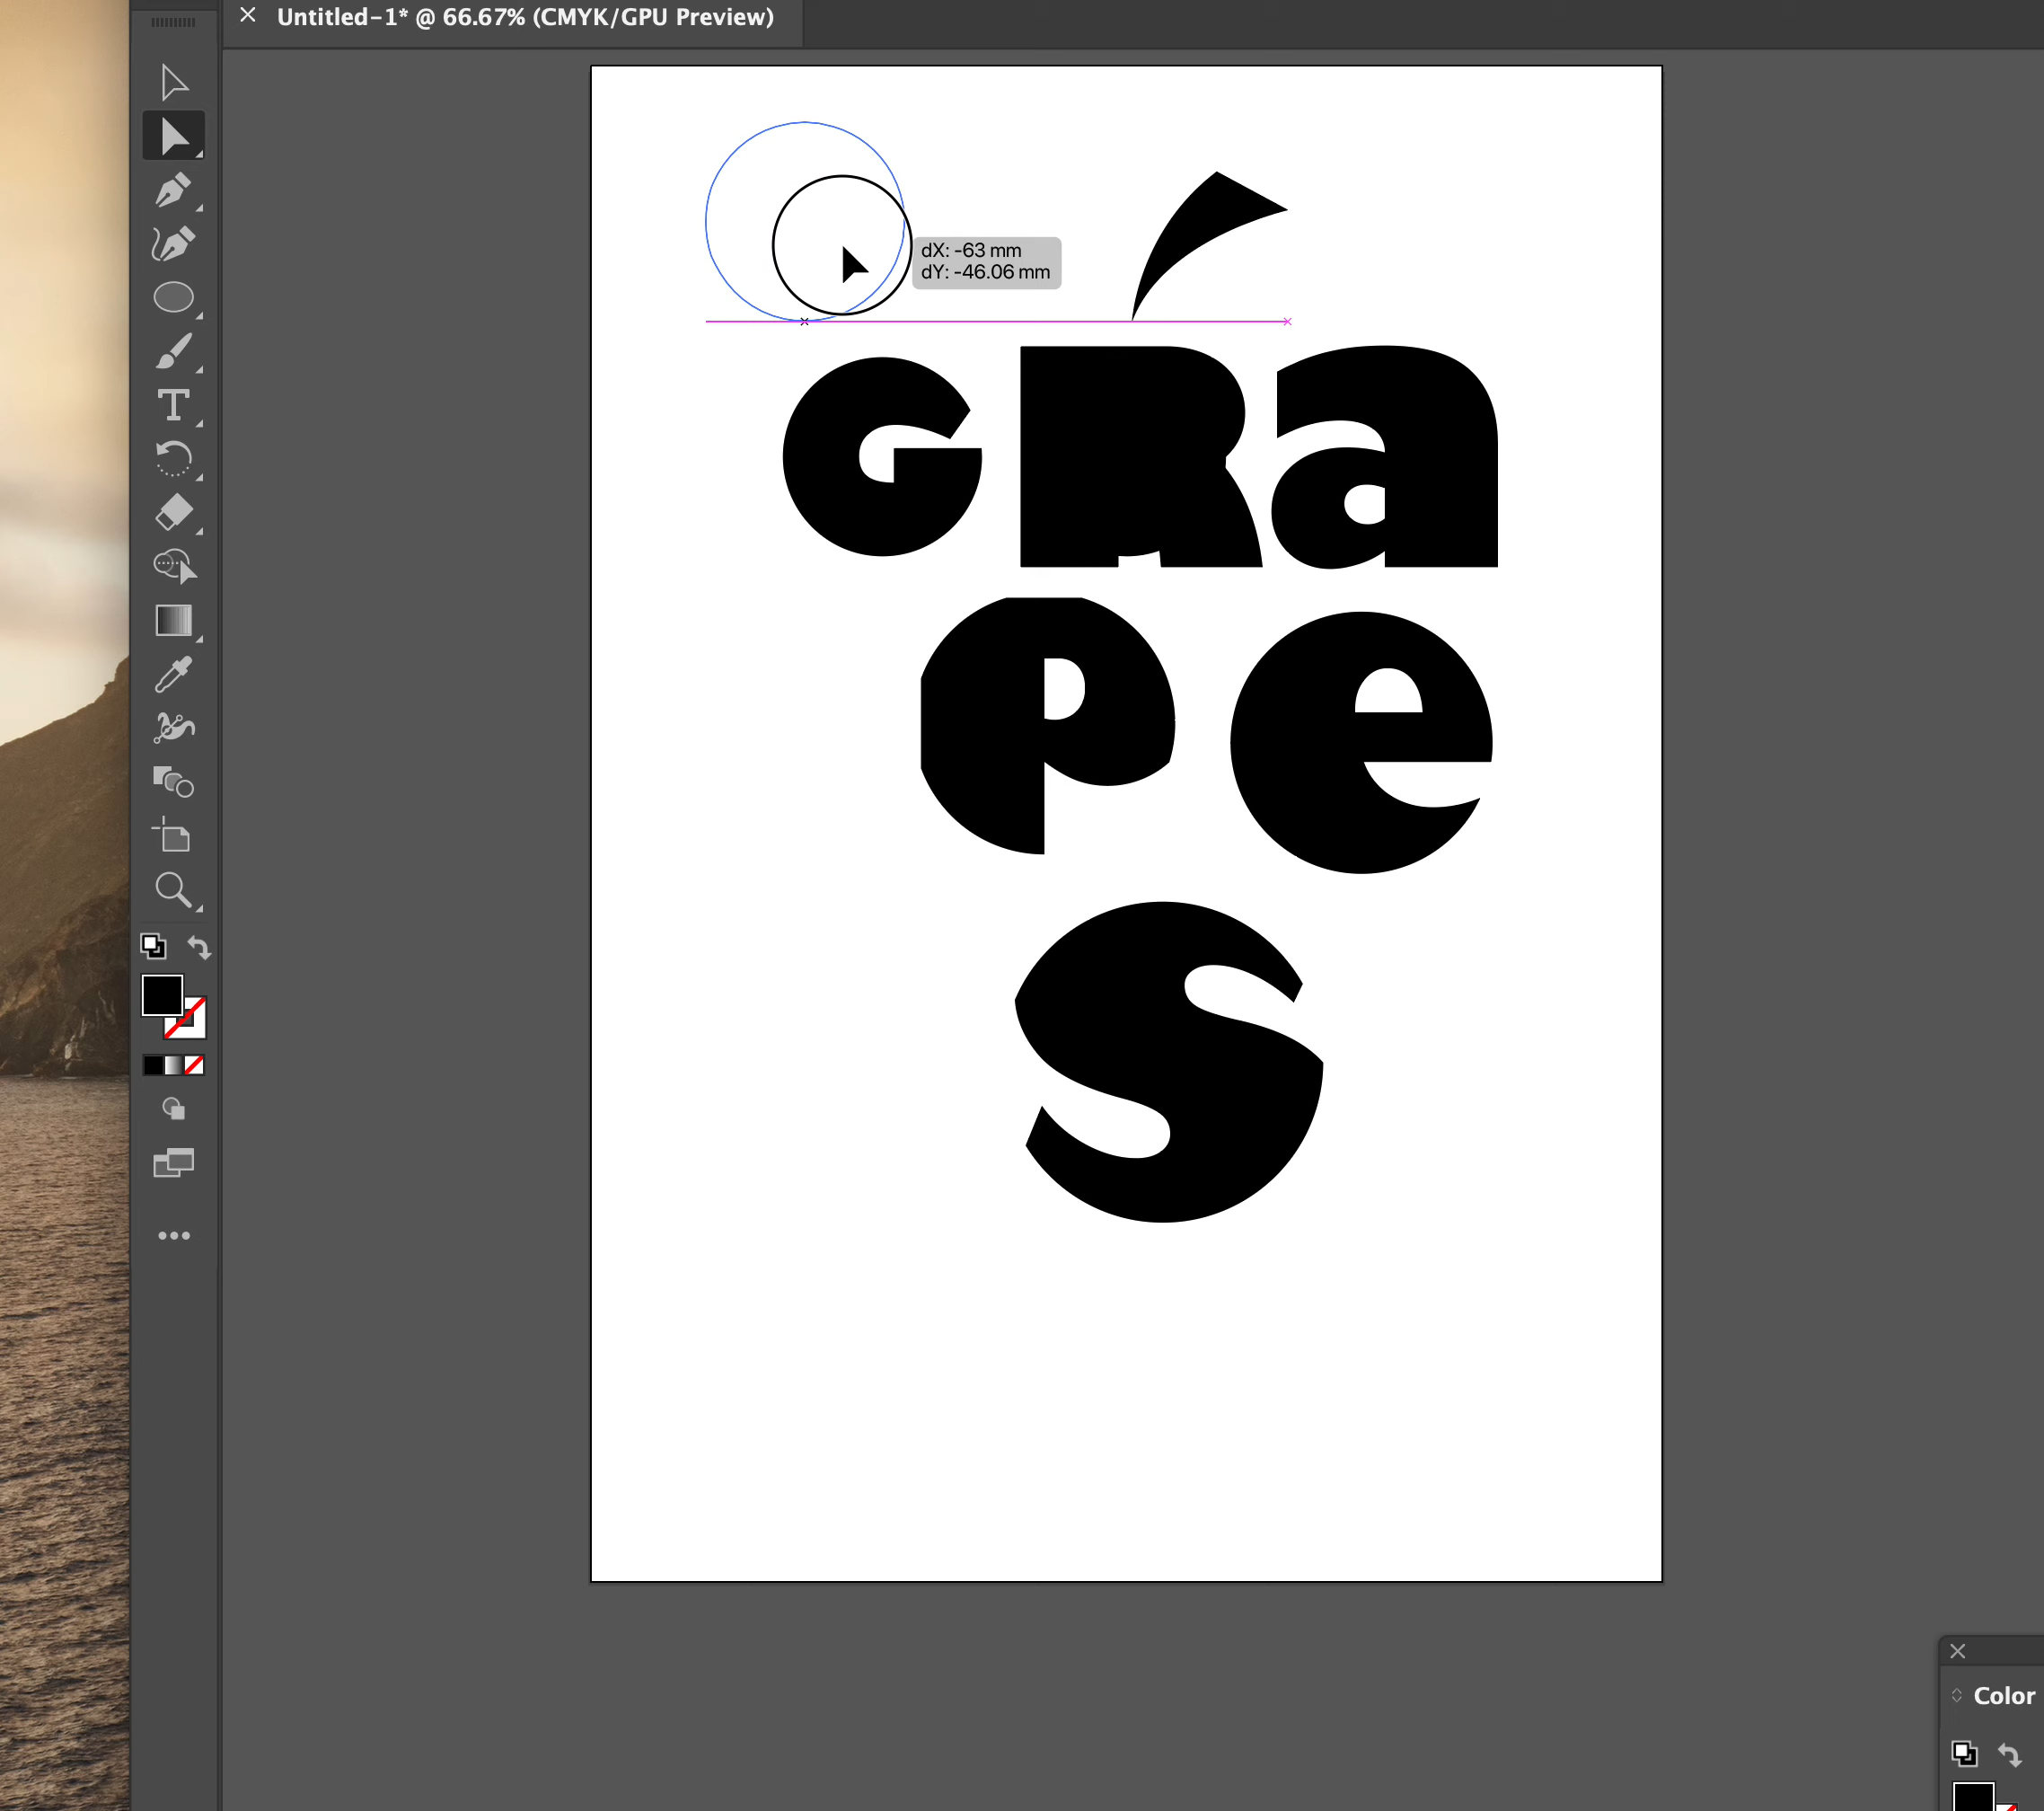 Untitled-1* @ 66.67% (CMYK/GPU Preview)
dX: -63 mm
dY: -46.06 mm
GRa
pe
S
Color